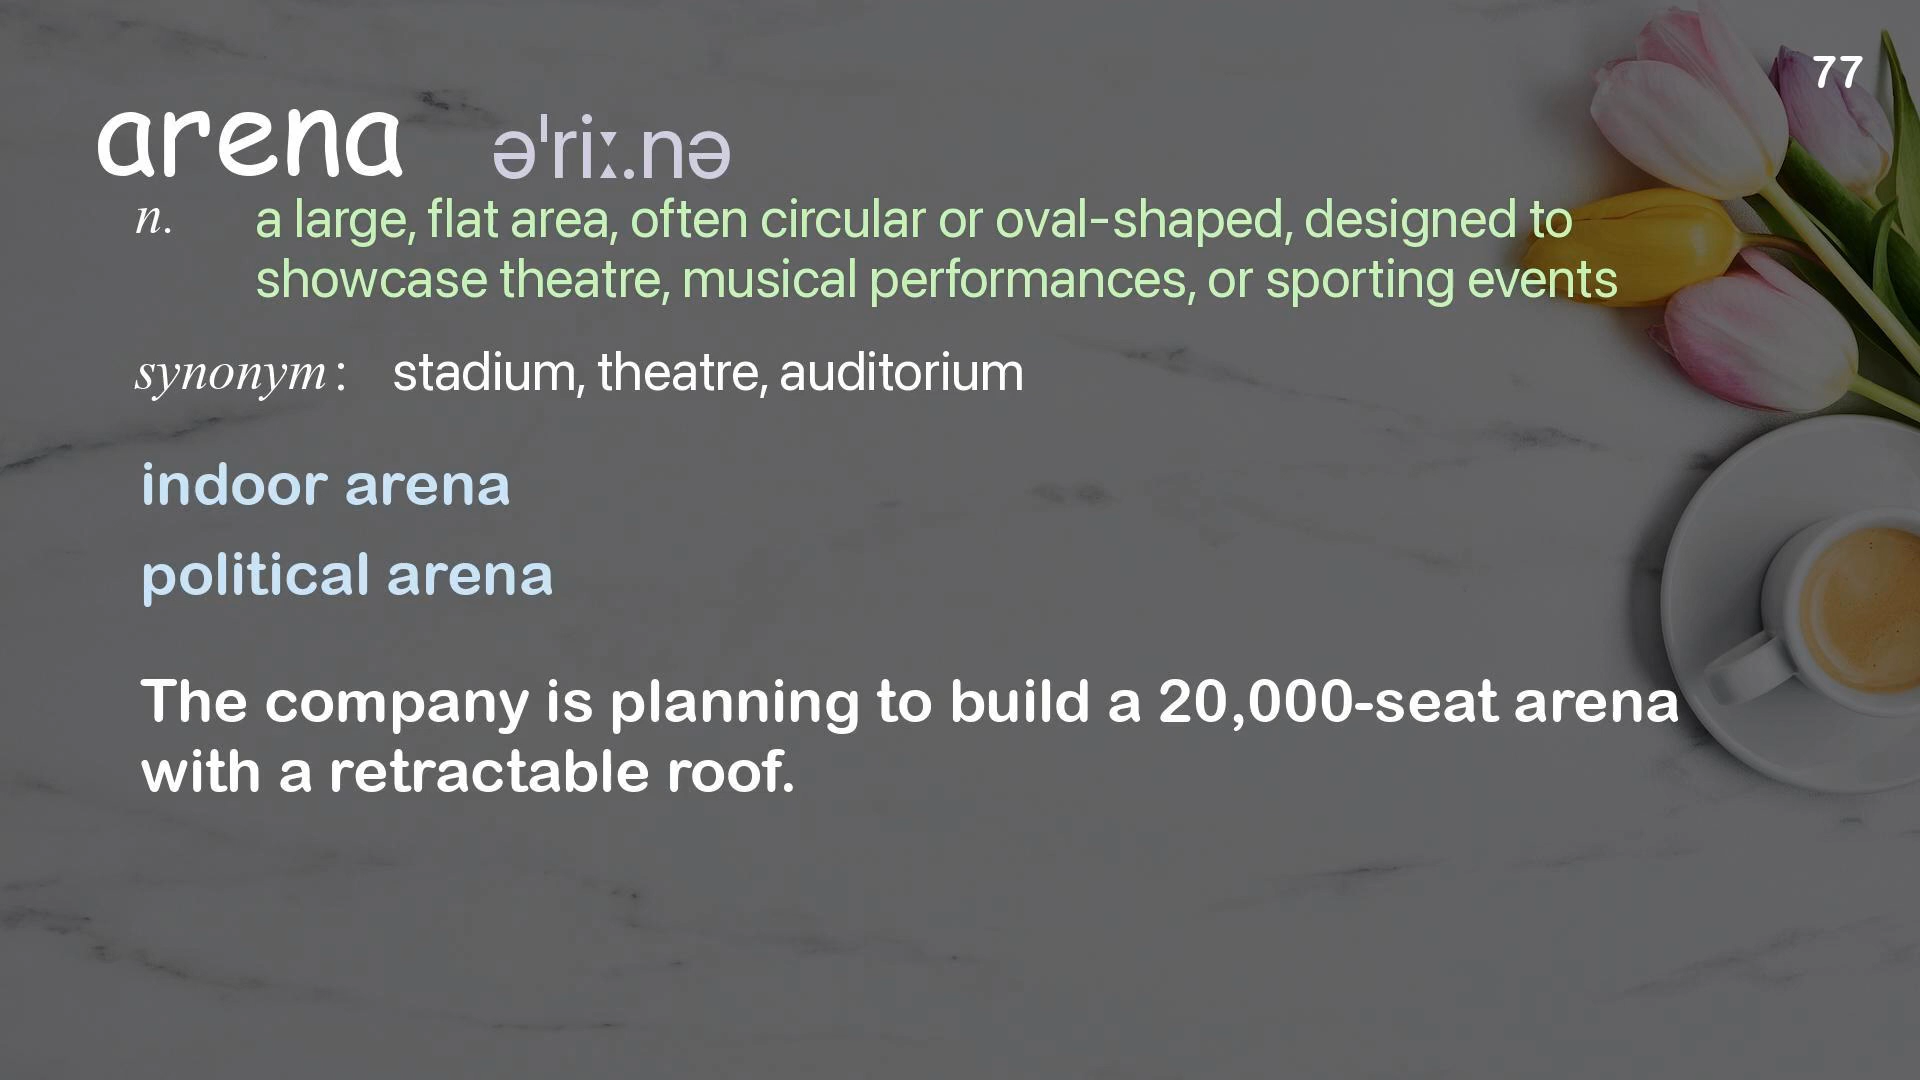 77
arena əˈriː.nə
n. a large, flat area, often circular or oval-shaped, designed to
showcase theatre, musical performances, or sporting events
synonym: stadium, theatre, auditorium
indoor arena
political arena
The company is planning to build a 20,000-seat arena
with a retractable roof.